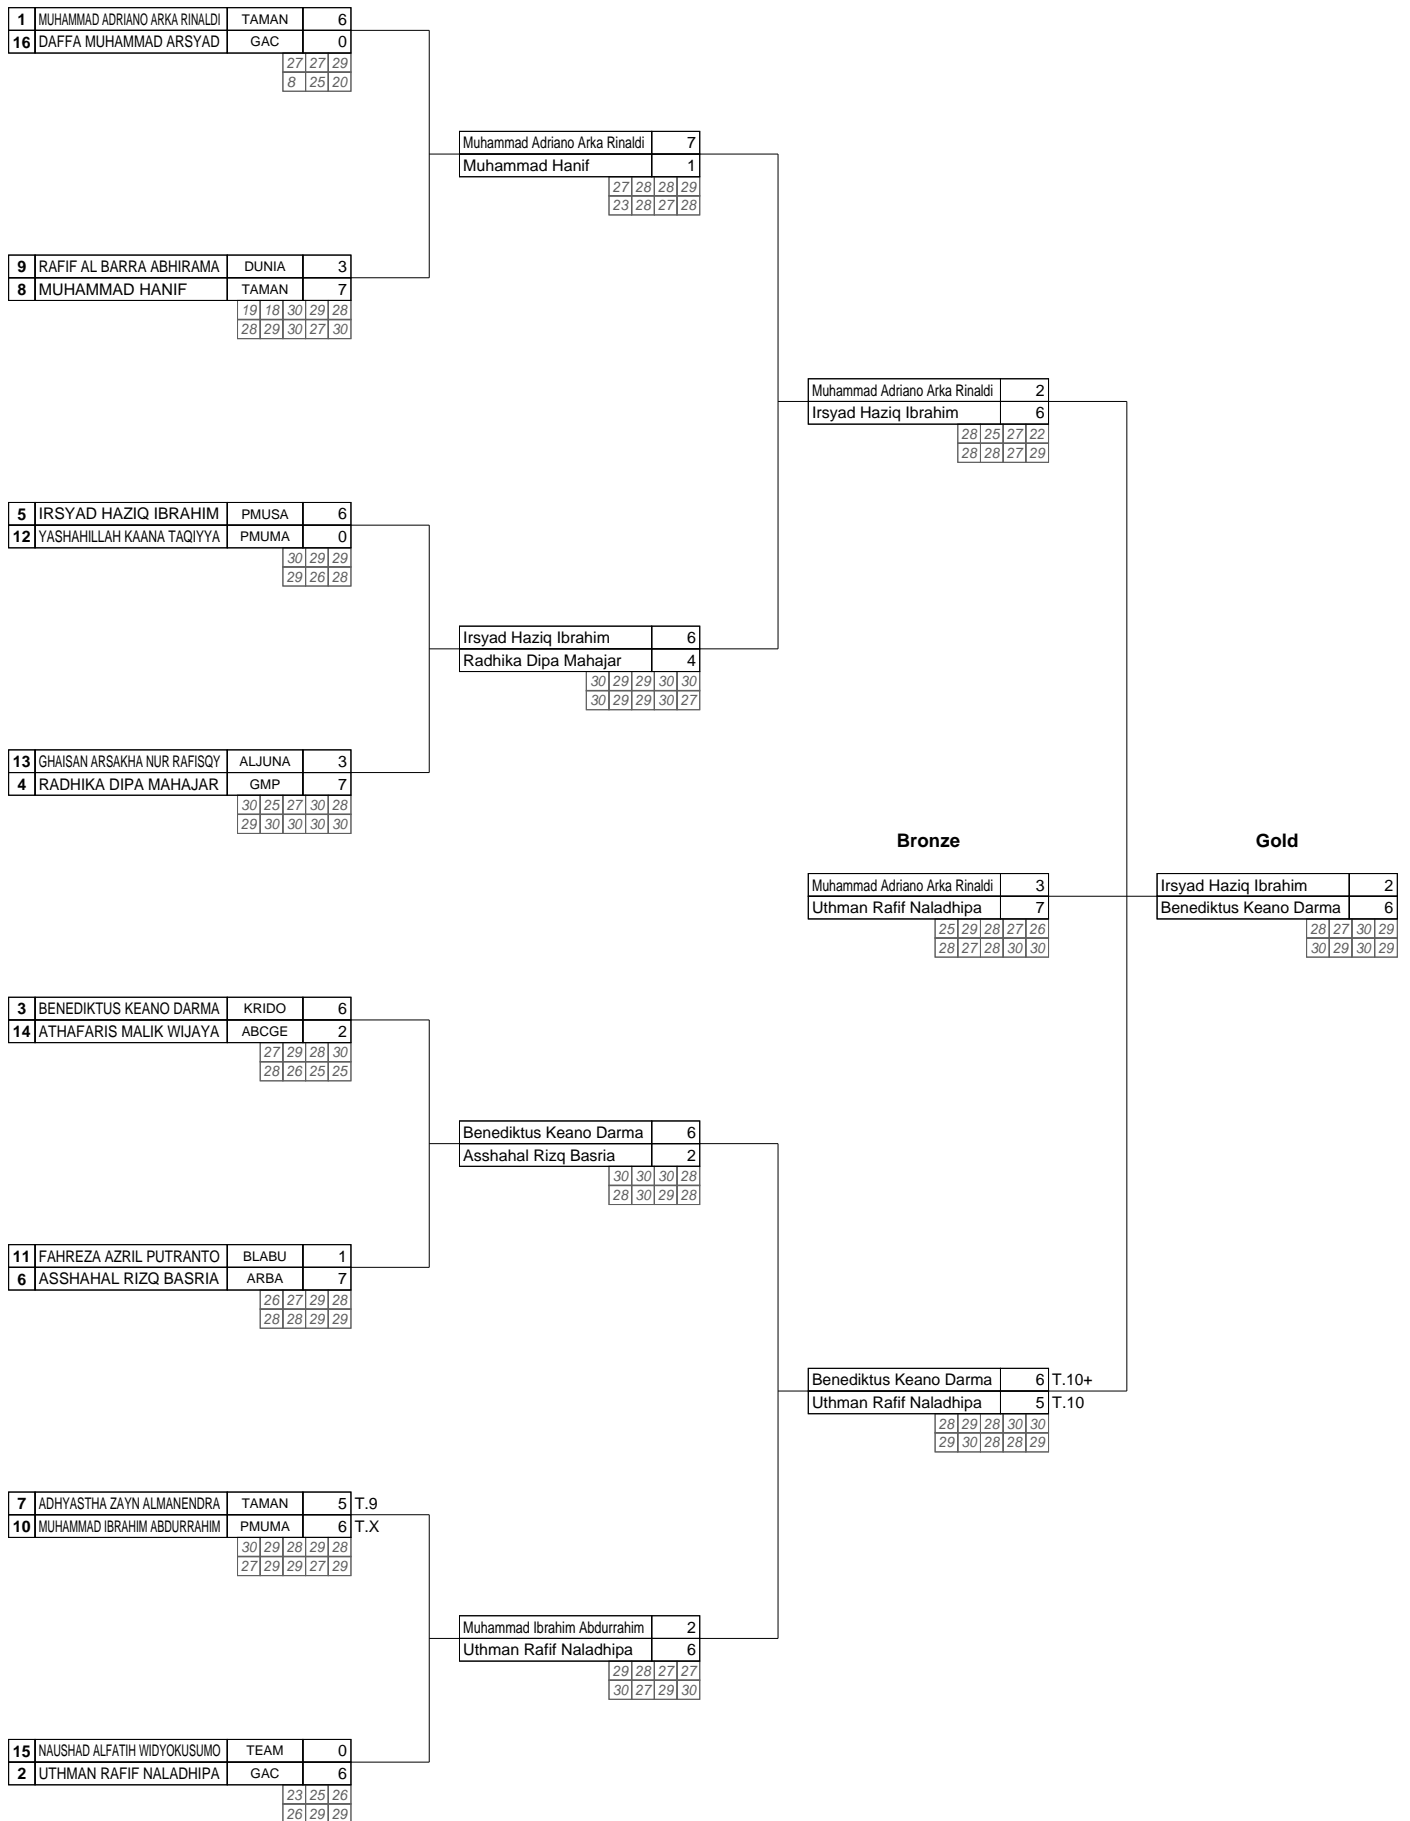 1 MUHAMMAD ADRIANO ARKA RINALDI TAMAN 6
16 DAFFA MUHAMMAD ARSYAD GAC 0
27 27 29
8 25 20
Muhammad Adriano Arka Rinaldi 7
Muhammad Hanif 1
27 28 28 29
23 28 27 28
9 RAFIF AL BARRA ABHIRAMA DUNIA 3
8 MUHAMMAD HANIF TAMAN 7
19 18 30 29 28
28 29 30 27 30
Muhammad Adriano Arka Rinaldi 2
Irsyad Haziq Ibrahim 6
28 25 27 22
28 28 27 29
5 IRSYAD HAZIQ IBRAHIM PMUSA 6
12 YASHAHILLAH KAANA TAQIYYA PMUMA 0
30 29 29
29 26 28
Irsyad Haziq Ibrahim 6
Radhika Dipa Mahajar 4
30 29 29 30 30
30 29 29 30 27
13 GHAISAN ARSAKHA NUR RAFISQY ALJUNA 3
4 RADHIKA DIPA MAHAJAR GMP 7
30 25 27 30 28
29 30 30 30 30
Bronze Gold
Muhammad Adriano Arka Rinaldi 3 Irsyad Haziq Ibrahim 2
Uthman Rafif Naladhipa 7 Benediktus Keano Darma 6
25 29 28 27 26 28 27 30 29
28 27 28 30 30 30 29 30 29
3 BENEDIKTUS KEANO DARMA KRIDO 6
14 ATHAFARIS MALIK WIJAYA ABCGE 2
27 29 28 30
28 26 25 25
Benediktus Keano Darma 6
Asshahal Rizq Basria 2
30 30 30 28
28 30 29 28
11 FAHREZA AZRIL PUTRANTO BLABU 1
6 ASSHAHAL RIZQ BASRIA ARBA 7
26 27 29 28
28 28 29 29
Benediktus Keano Darma 6 T.10+
Uthman Rafif Naladhipa 5 T.10
28 29 28 30 30
29 30 28 28 29
7 ADHYASTHA ZAYN ALMANENDRA TAMAN 5 T.9
10 MUHAMMAD IBRAHIM ABDURRAHIM PMUMA 6 T.X
30 29 28 29 28
27 29 29 27 29
Muhammad Ibrahim Abdurrahim 2
Uthman Rafif Naladhipa 6
29 28 27 27
30 27 29 30
15 NAUSHAD ALFATIH WIDYOKUSUMO TEAM 0
2 UTHMAN RAFIF NALADHIPA GAC 6
23 25 26
26 29 29